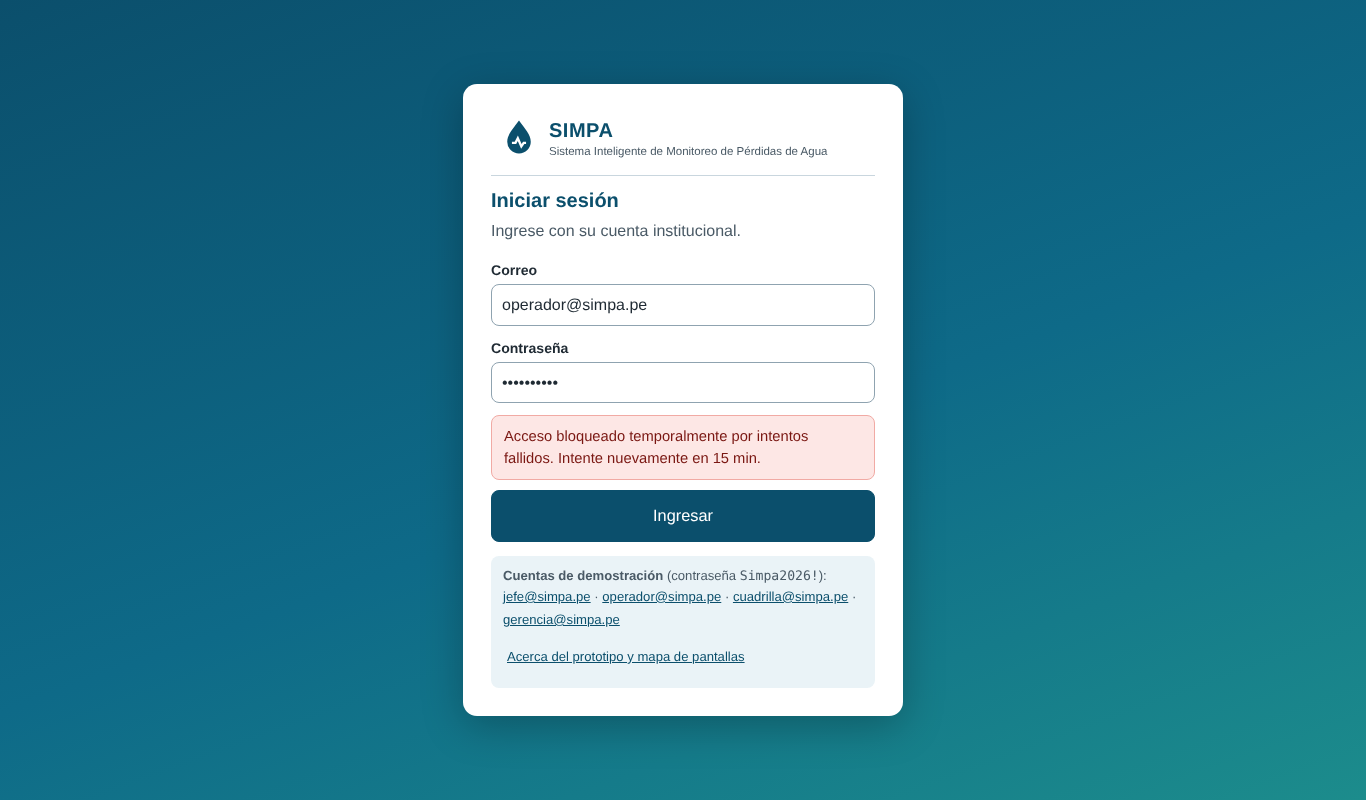 SIMPA
Sistema Inteligente de Monitoreo de Pérdidas de Agua
Iniciar sesión
Ingrese con su cuenta institucional.
Correo
operador@simpa.pe
Contraseña
••••••••••
Acceso bloqueado temporalmente por intentos
fallidos. Intente nuevamente en 15 min.
Ingresar
Cuentas de demostración (contraseña Simpa2026!):
jefe@simpa.pe · operador@simpa.pe · cuadrilla@simpa.pe ·
gerencia@simpa.pe
Acerca del prototipo y mapa de pantallas